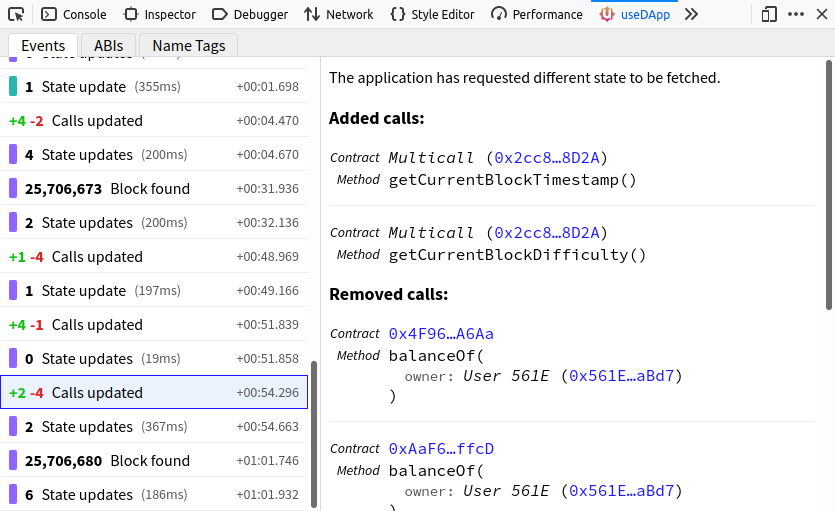 Console Inspector Debugger Network Style Editor Performance useDApp
Events ABIs Name Tags
1 State update (355ms) +00:01.698
+4 -2 Calls updated +00:04.470
4 State updates (200ms) +00:04.670
25,706,673 Block found +00:31.936
2 State updates (200ms) +00:32.136
+1 -4 Calls updated +00:48.969
1 State update (197ms) +00:49.166
+4 -1 Calls updated +00:51.839
0 State updates (19ms) +00:51.858
+2 -4 Calls updated +00:54.296
2 State updates (367ms) +00:54.663
25,706,680 Block found +01:01.746
6 State updates (186ms) +01:01.932
The application has requested different state to be fetched.
Added calls:
Contract Multicall (0x2cc8…8D2A)
Method getCurrentBlockTimestamp()
Contract Multicall (0x2cc8…8D2A)
Method getCurrentBlockDifficulty()
Removed calls:
Contract 0x4F96…A6Aa
Method balanceOf(
owner: User 561E (0x561E…aBd7)
)
Contract 0xAaF6…ffcD
Method balanceOf(
owner: User 561E (0x561E…aBd7)
)